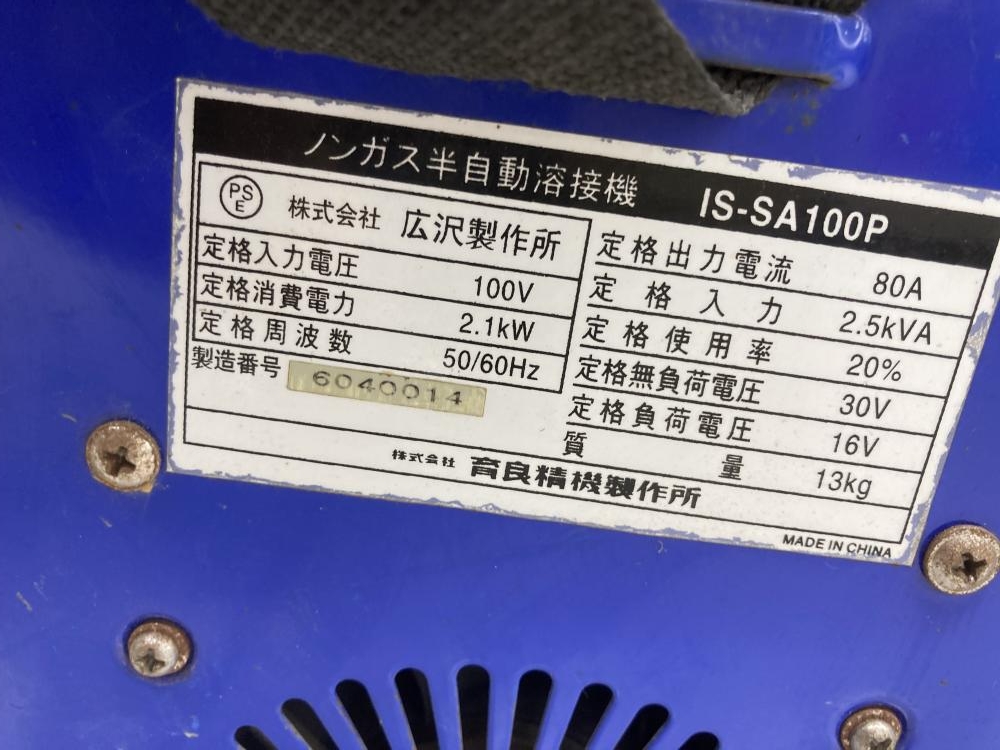 ノンガス半自動溶接機 IS-SA100P
PS
E
株式会社 広沢製作所
定格入力電圧 100V
定格消費電力 2.1kW
定格周波数 50/60Hz
製造番号 6040014
定格出力電流 80A
定格入力 2.5kVA
定格使用率 20%
定格無負荷電圧 30V
定格負荷電圧 16V
質量 13kg
株式会社 育良精機製作所
MADE IN CHINA